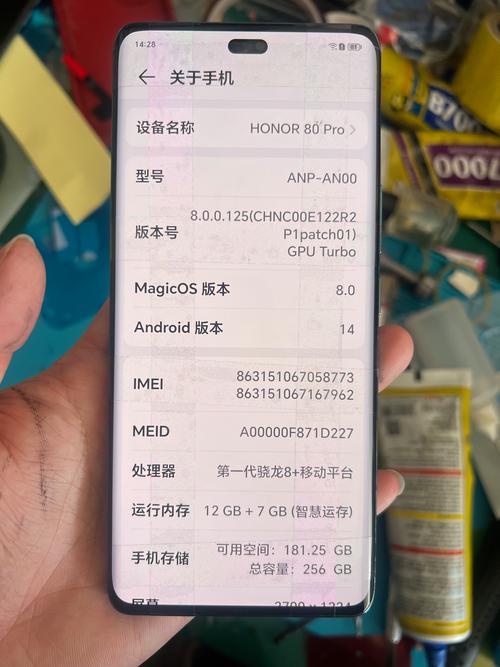 14:28
关于手机
设备名称 HONOR 80 Pro
型号 ANP-AN00
版本号 8.0.0.125(CHNC00E122R2
P1patch01)
GPU Turbo
MagicOS 版本 8.0
Android 版本 14
IMEI 863151067058773
863151067167962
MEID A00000F871D227
处理器 第一代骁龙8+移动平台
运行内存 12 GB + 7 GB (智慧运存)
手机存储 可用空间: 181.25 GB
总容量: 256 GB
屏幕
B70
7000